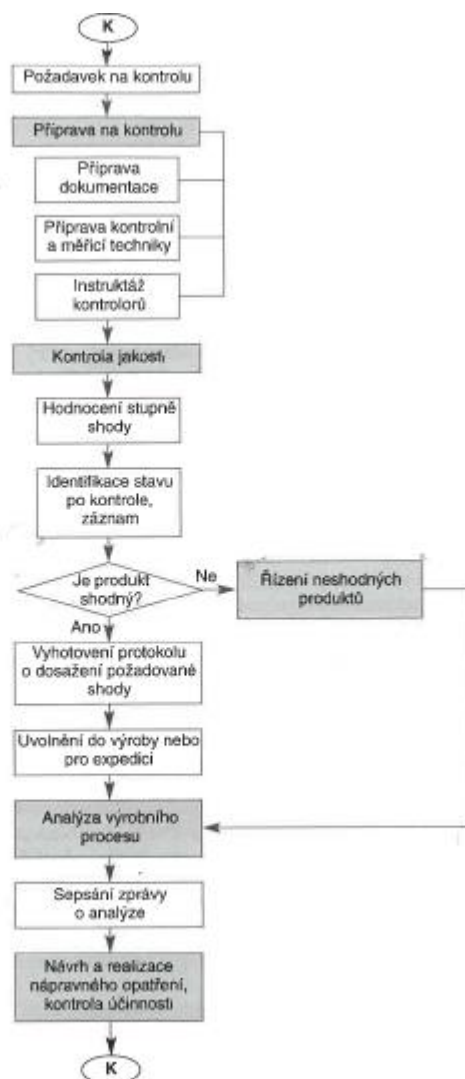 K
Požadavek na kontrolu
Příprava na kontrolu
Příprava
dokumentace
Příprava kontrolní
a měřicí techniky
Instruktáž
kontrolorů
Kontrola jakosti
Hodnocení stupně
shody
Identifikace stavu
po kontrole,
záznam
Je produkt
shodný?
Ne
Řízení neshodných
produktů
Ano
Vyhotovení protokolu
o dosažení požadované
shody
Uvolnění do výroby nebo
pro expedici
Analýza výrobního
procesu
Sepsání zprávy
o analýze
Návrh a realizace
nápravného opatření,
kontrola účinnosti
K